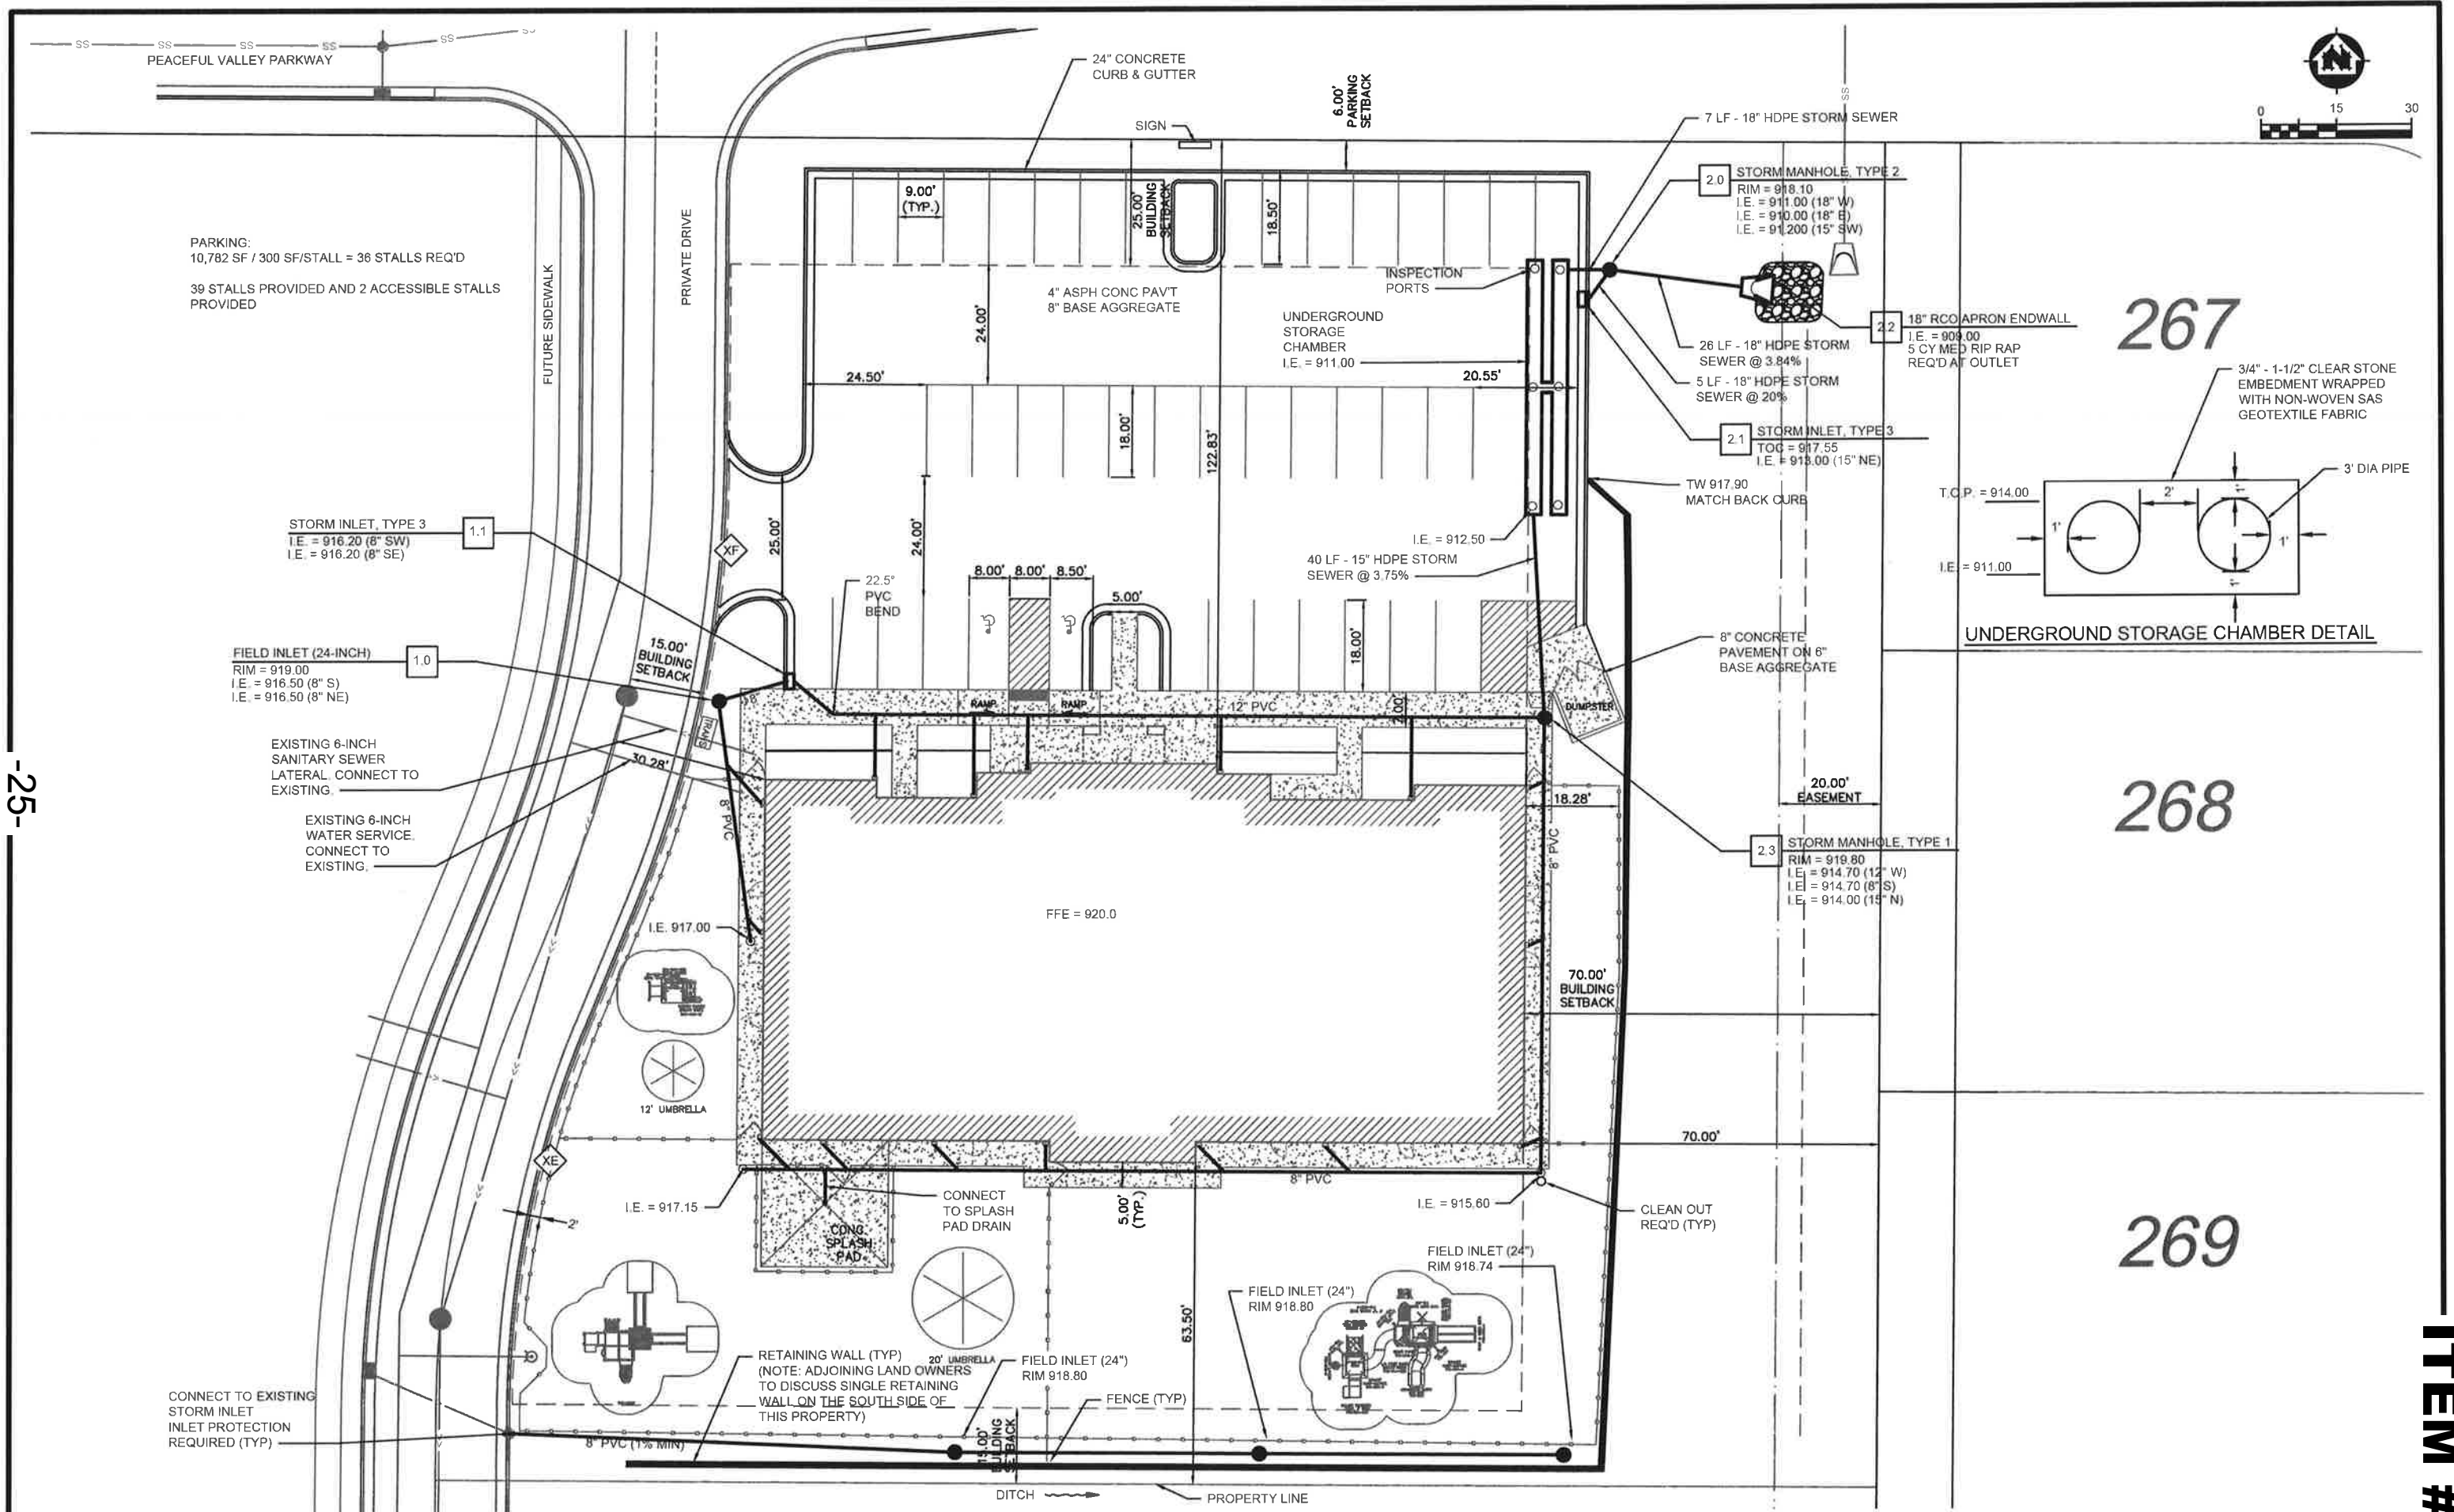 SS SS SS SS SS
PEACEFUL VALLEY PARKWAY
24" CONCRETE
CURB & GUTTER
6.00'
PARKING
SETBACK
SS
N
0 15 30
SIGN
7 LF - 18" HDPE STORM SEWER
2.0
STORM MANHOLE, TYPE 2
RIM = 918.10
I.E. = 911.00 (18" W)
I.E. = 910.00 (18" E)
I.E. = 91.200 (15" SW)
9.00'
(TYP.)
25.00'
BUILDING
SETBACK
18.50'
PARKING:
10,782 SF / 300 SF/STALL = 36 STALLS REQ'D
39 STALLS PROVIDED AND 2 ACCESSIBLE STALLS
PROVIDED
FUTURE SIDEWALK
PRIVATE DRIVE
INSPECTION
PORTS
4" ASPH CONC PAV'T
8" BASE AGGREGATE
24.00'
UNDERGROUND
STORAGE
CHAMBER
I.E. = 911.00
2.2
18" RCO APRON ENDWALL
I.E. = 909.00
5 CY MED RIP RAP
REQ'D AT OUTLET
267
26 LF - 18" HDPE STORM
SEWER @ 3.84%
5 LF - 18" HDPE STORM
SEWER @ 20%
24.50'
20.55'
3/4" - 1-1/2" CLEAR STONE
EMBEDMENT WRAPPED
WITH NON-WOVEN SAS
GEOTEXTILE FABRIC
18.00'
122.83'
2.1
STORM INLET, TYPE 3
TOC = 917.55
I.E. = 913.00 (15" NE)
3' DIA PIPE
TW 917.90
MATCH BACK CURB
T.O.P. = 914.00
2'
1'
1'
1'
1'
I.E. = 911.00
UNDERGROUND STORAGE CHAMBER DETAIL
STORM INLET, TYPE 3
I.E. = 916.20 (8" SW)
I.E. = 916.20 (8" SE)
1.1
XF
25.00'
24.00'
I.E. = 912.50
40 LF - 15" HDPE STORM
SEWER @ 3.75%
22.5°
PVC
BEND
8.00' 8.00' 8.50'
5.00'
18.00'
8" CONCRETE
PAVEMENT ON 6"
BASE AGGREGATE
FIELD INLET (24-INCH)
RIM = 919.00
I.E. = 916.50 (8" S)
I.E. = 916.50 (8" NE)
1.0
15.00'
BUILDING
SETBACK
8"
RAMP
RAMP
12" PVC
7.00'
DUMPSTER
TRANS
EXISTING 6-INCH
SANITARY SEWER
LATERAL. CONNECT TO
EXISTING.
30.28'
8" PVC
18.28'
20.00'
EASEMENT
268
EXISTING 6-INCH
WATER SERVICE.
CONNECT TO
EXISTING.
8" PVC
2.3
STORM MANHOLE, TYPE 1
RIM = 919.80
I.E. = 914.70 (12" W)
I.E. = 914.70 (8" S)
I.E. = 914.00 (15" N)
-25-
FFE = 920.0
I.E. 917.00
70.00'
BUILDING
SETBACK
12' UMBRELLA
70.00'
XE
I.E. = 917.15
CONNECT
TO SPLASH
PAD DRAIN
5.00'
(TYP.)
8" PVC
I.E. = 915.60
CLEAN OUT
REQ'D (TYP)
2'
CONC.
SPLASH
PAD
269
FIELD INLET (24")
RIM 918.74
FIELD INLET (24")
RIM 918.80
63.50'
20' UMBRELLA
FIELD INLET (24")
RIM 918.80
RETAINING WALL (TYP)
(NOTE: ADJOINING LAND OWNERS
TO DISCUSS SINGLE RETAINING
WALL ON THE SOUTH SIDE OF
THIS PROPERTY)
FENCE (TYP)
CONNECT TO EXISTING
STORM INLET
INLET PROTECTION
REQUIRED (TYP)
8" PVC (1% MIN)
15.00'
BUILDING
SETBACK
DITCH
PROPERTY LINE
ITEM #